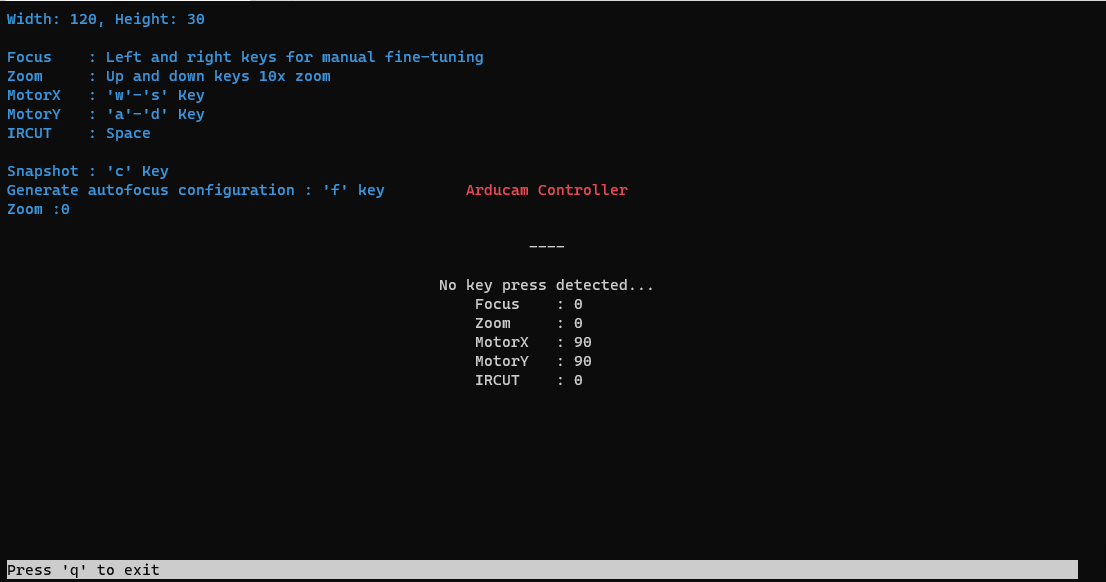 Width: 120, Height: 30
Focus    : Left and right keys for manual fine-tuning
Zoom     : Up and down keys 10x zoom
MotorX   : 'w'-'s' Key
MotorY   : 'a'-'d' Key
IRCUT    : Space
Snapshot : 'c' Key
Generate autofocus configuration : 'f' key         Arducam Controller
Zoom :0
----
No key press detected...
Focus    : 0
Zoom     : 0
MotorX   : 90
MotorY   : 90
IRCUT    : 0
Press 'q' to exit